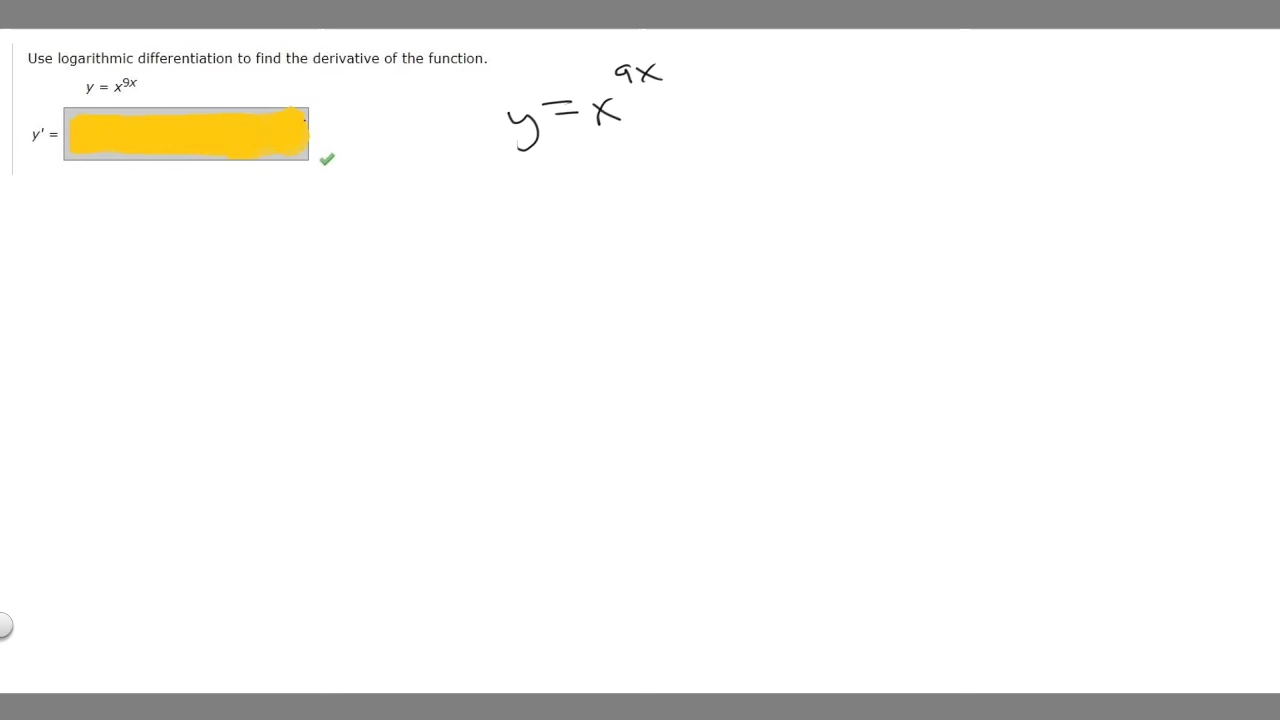 Use logarithmic differentiation to find the derivative of the function.
y = x^9x
y' =
y = x^9x